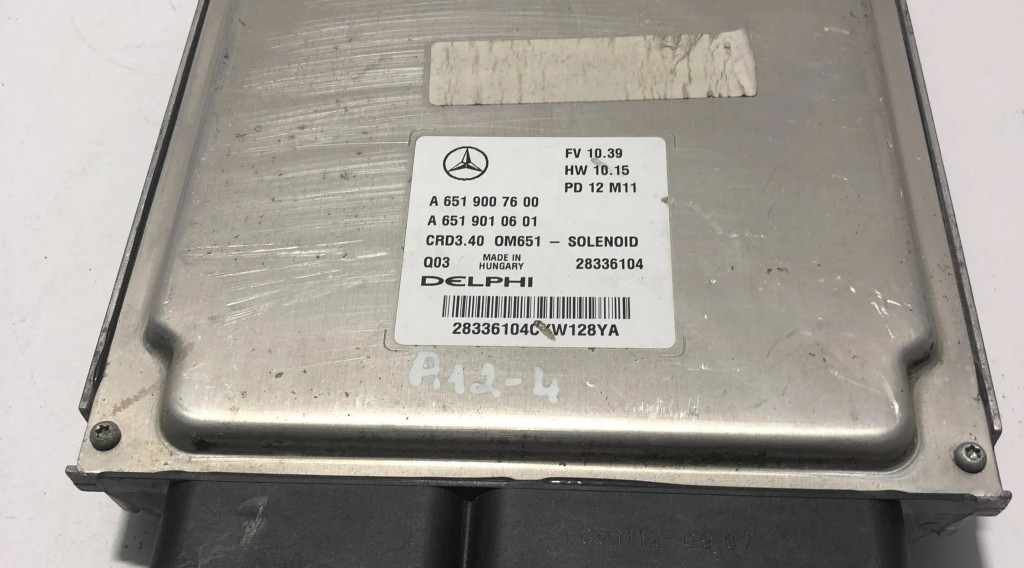 FV 10.39
HW 10.15
PD 12 M11
A 651 900 76 00
A 651 901 06 01
CRD3.40 OM651 – SOLENOID
Q03 MADE IN HUNGARY 28336104
DELPHI
A12-4